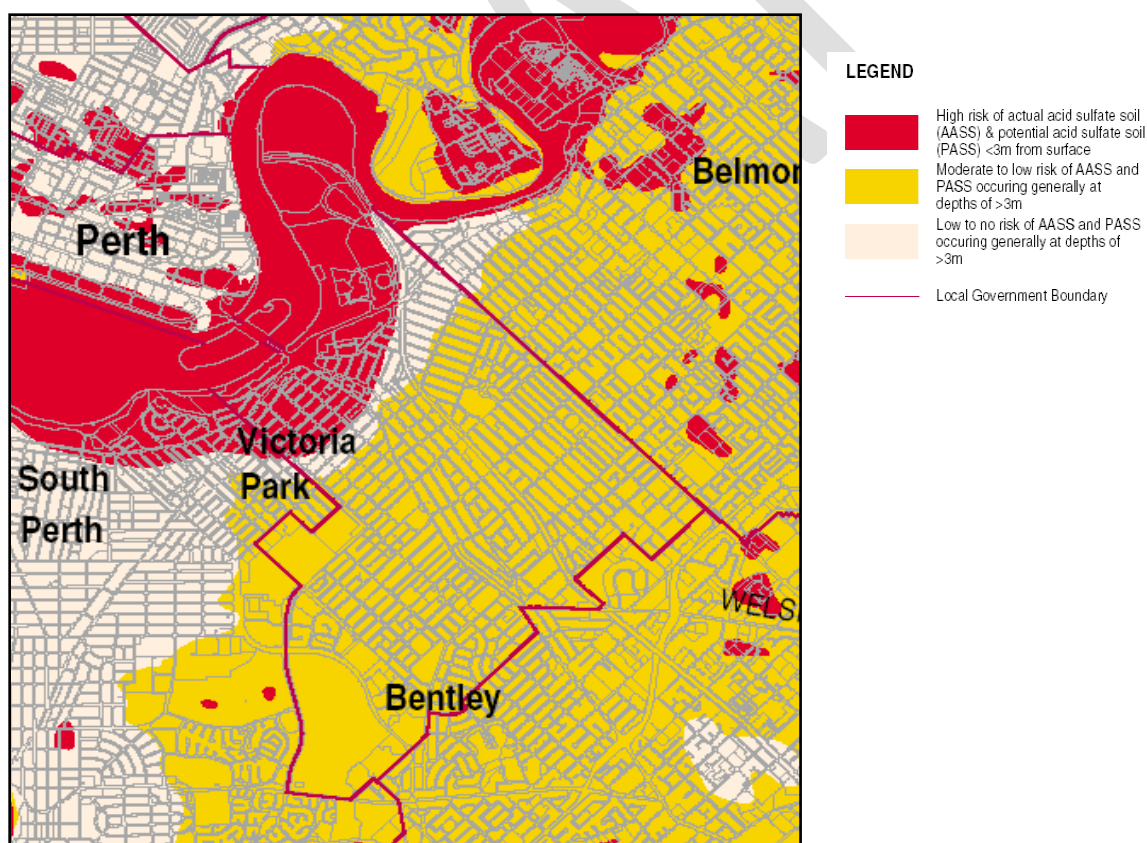 Belmon
Perth
Victoria
Park
South
Perth
WELS
Bentley
LEGEND
High risk of actual acid sulfate soil
(AASS) & potential acid sulfate soil
(PASS) <3m from surface
Moderate to low risk of AASS and
PASS occuring generally at
depths of >3m
Low to no risk of AASS and PASS
occuring generally at depths of
>3m
Local Government Boundary